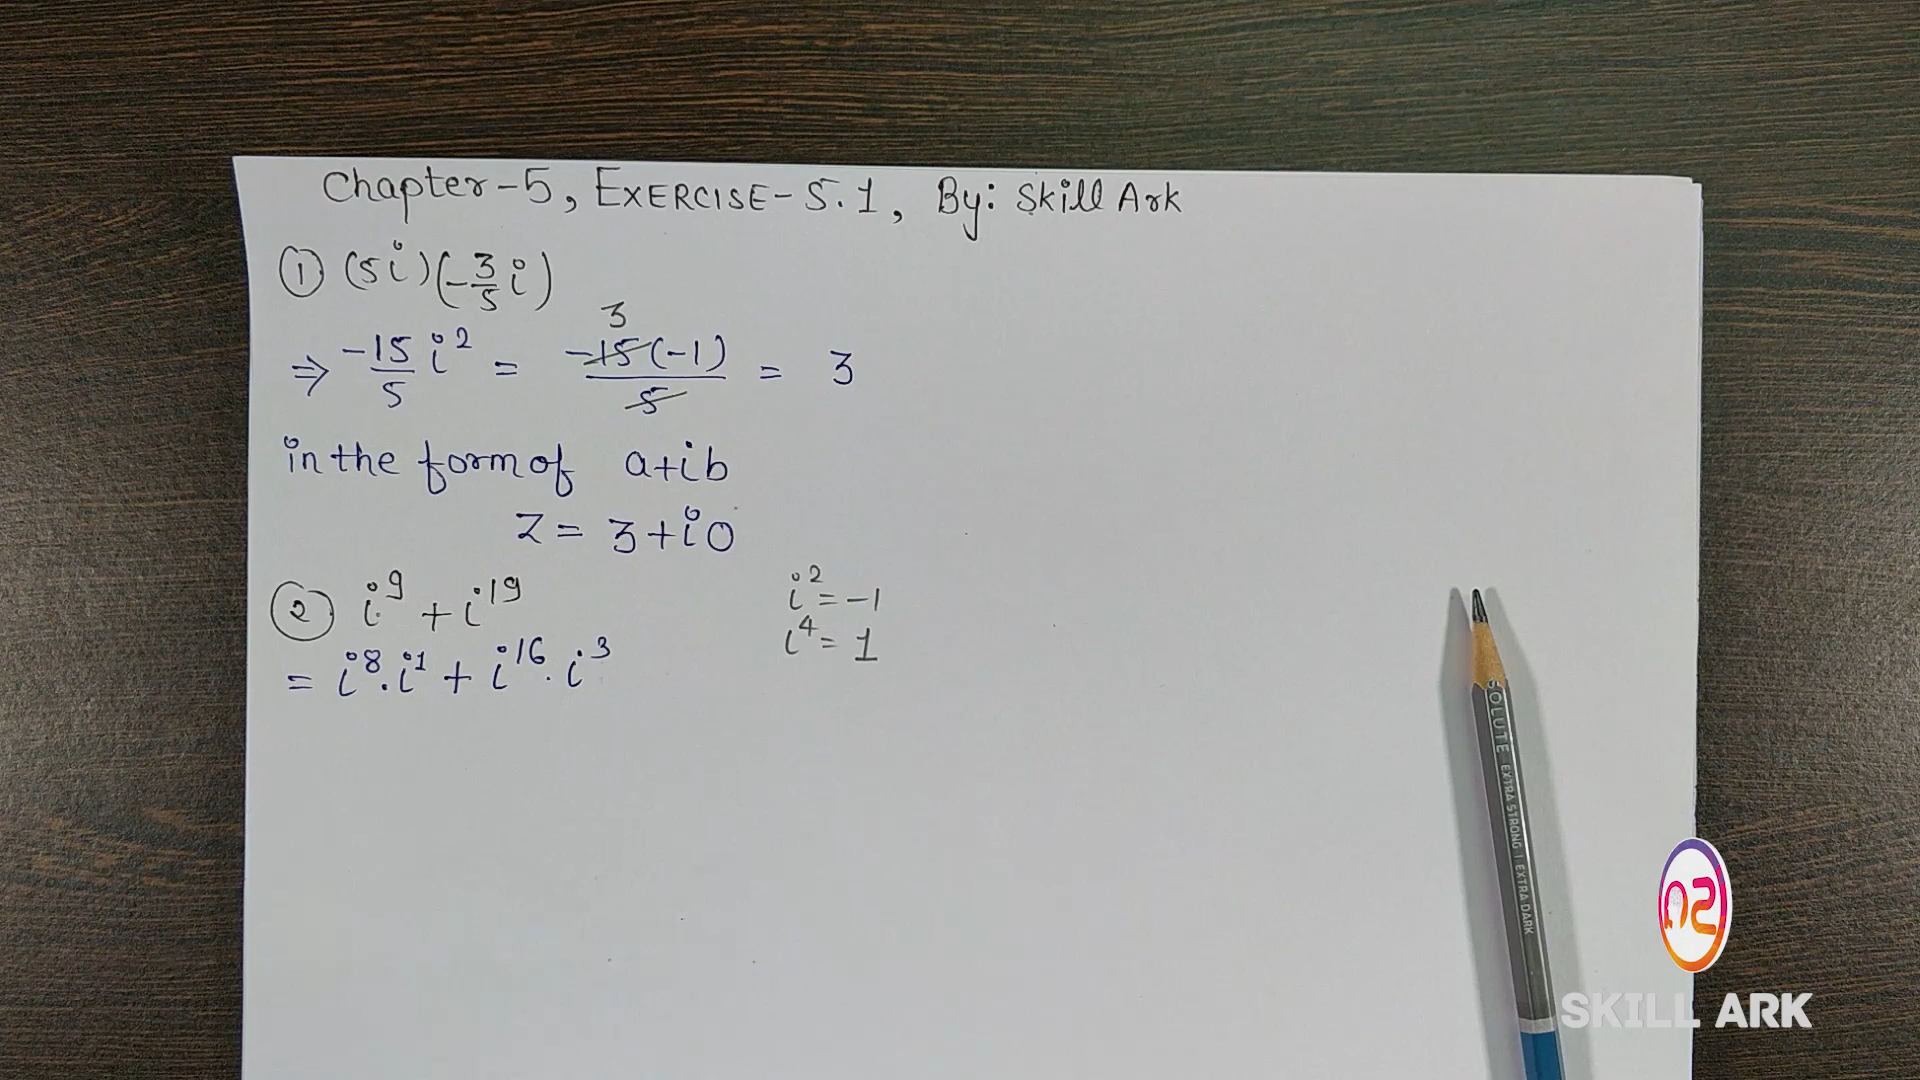 Chapter-5, EXERCISE-5.1, By: Skill Ark
① (5i)(-3/5 i)
⇒ -15/5 i² = -15(-1)/5 = 3
3
in the form of a+ib
z = 3+i0
② i⁹ + i¹⁹
= i⁸.i¹ + i¹⁶.i³
i² = -1
i⁴ = 1
SOLUTE EXTRA STRONG | EXTRA DARK
SKILL ARK